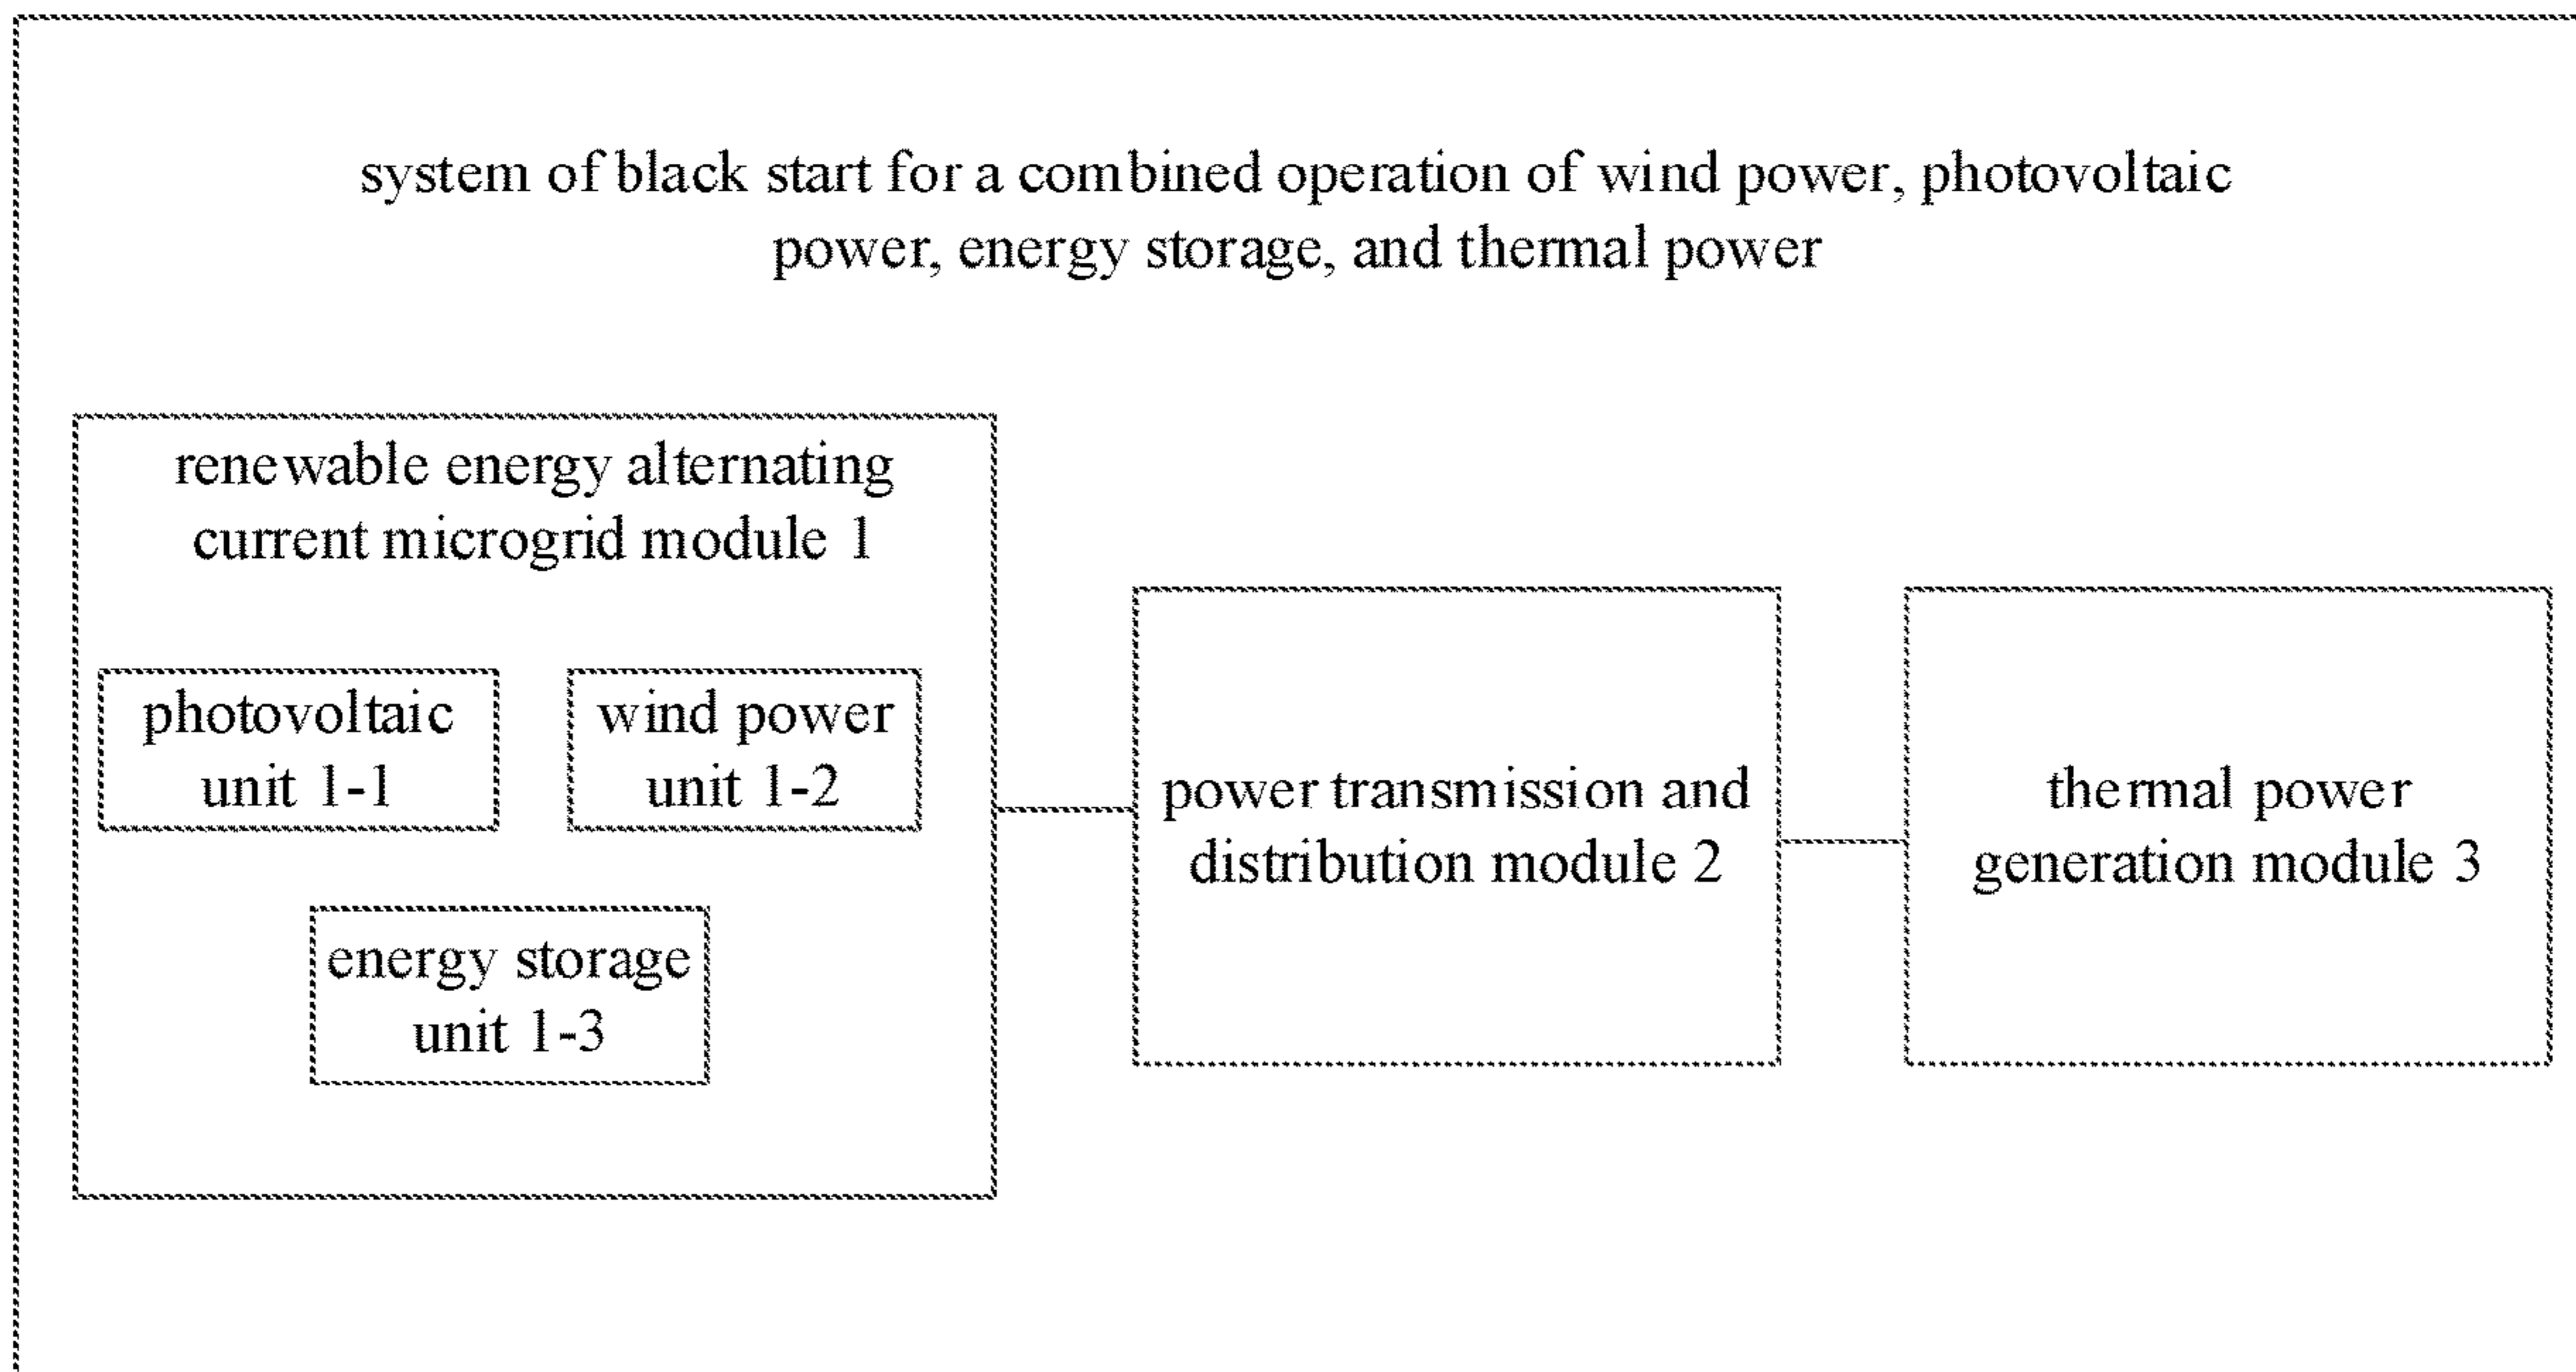 system of black start for a combined operation of wind power, photovoltaic
power, energy storage, and thermal power
renewable energy alternating
current microgrid module 1
photovoltaic
unit 1-1
wind power
unit 1-2
energy storage
unit 1-3
power transmission and
distribution module 2
thermal power
generation module 3